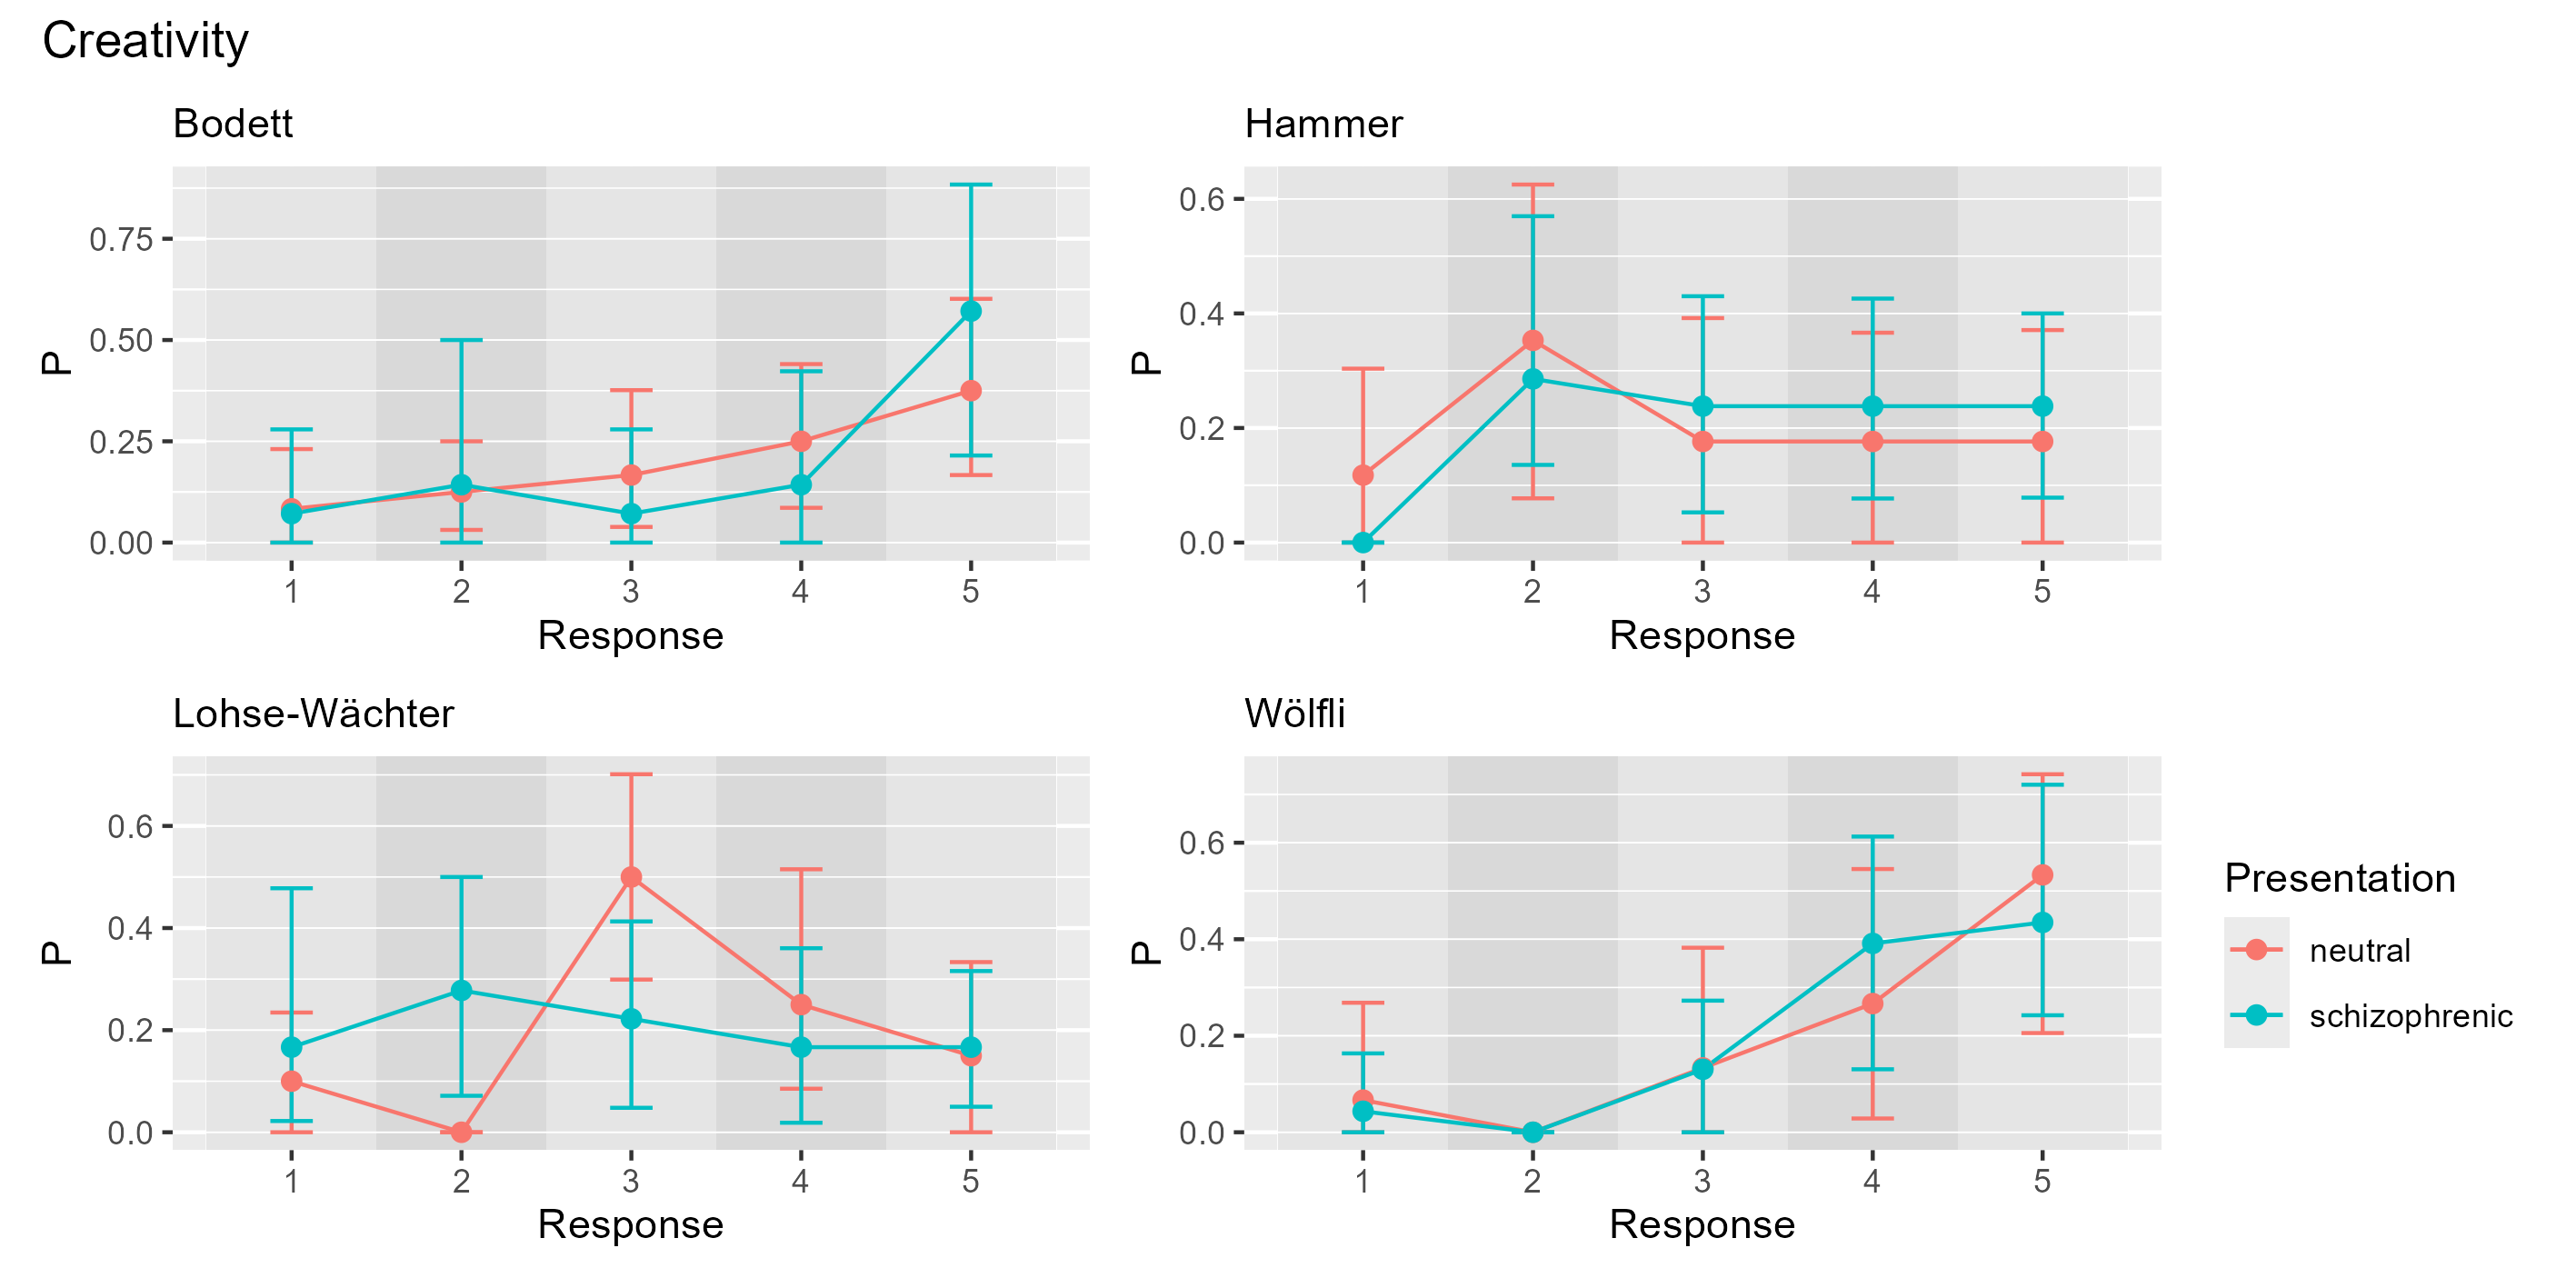 Creativity
Bodett
P
0.75
0.50
0.25
0.00
1 2 3 4 5
Response
Hammer
P
0.6
0.4
0.2
0.0
1 2 3 4 5
Response
Lohse-Wächter
P
0.6
0.4
0.2
0.0
1 2 3 4 5
Response
Wölfli
P
0.6
0.4
0.2
0.0
1 2 3 4 5
Response
Presentation
neutral
schizophrenic